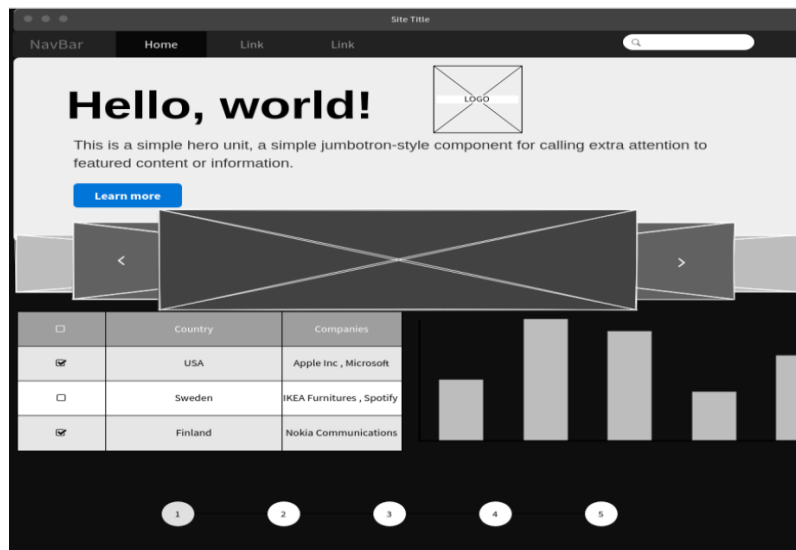 Site Title
NavBar Home Link Link
Hello, world!
LOGO
This is a simple hero unit, a simple jumbotron-style component for calling extra attention to
featured content or information.
Learn more
< >
Country Companies
USA Apple Inc , Microsoft
Sweden IKEA Furnitures , Spotify
Finland Nokia Communications
1 2 3 4 5